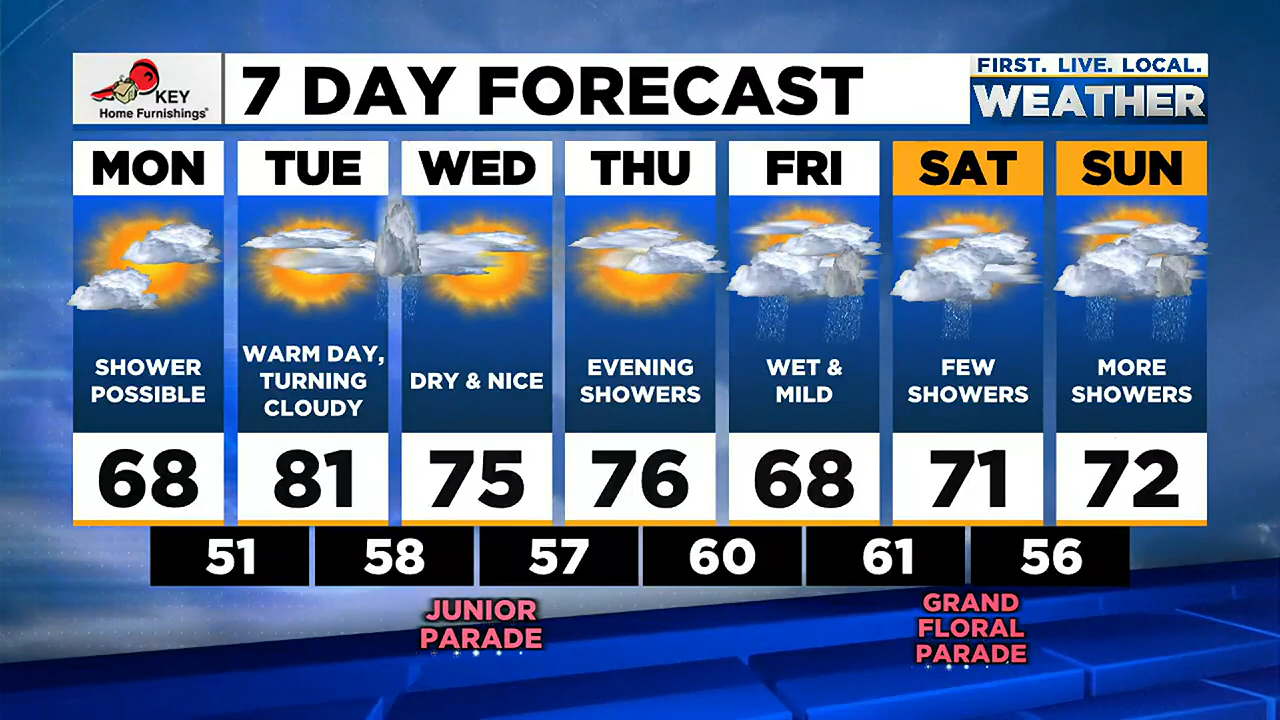 KEY
Home Furnishings®
7 DAY FORECAST
FIRST. LIVE. LOCAL.
WEATHER
MON TUE WED THU FRI SAT SUN
SHOWER
POSSIBLE
WARM DAY,
TURNING
CLOUDY
DRY & NICE
EVENING
SHOWERS
WET &
MILD
FEW
SHOWERS
MORE
SHOWERS
68 81 75 76 68 71 72
51 58 57 60 61 56
JUNIOR
PARADE
GRAND
FLORAL
PARADE